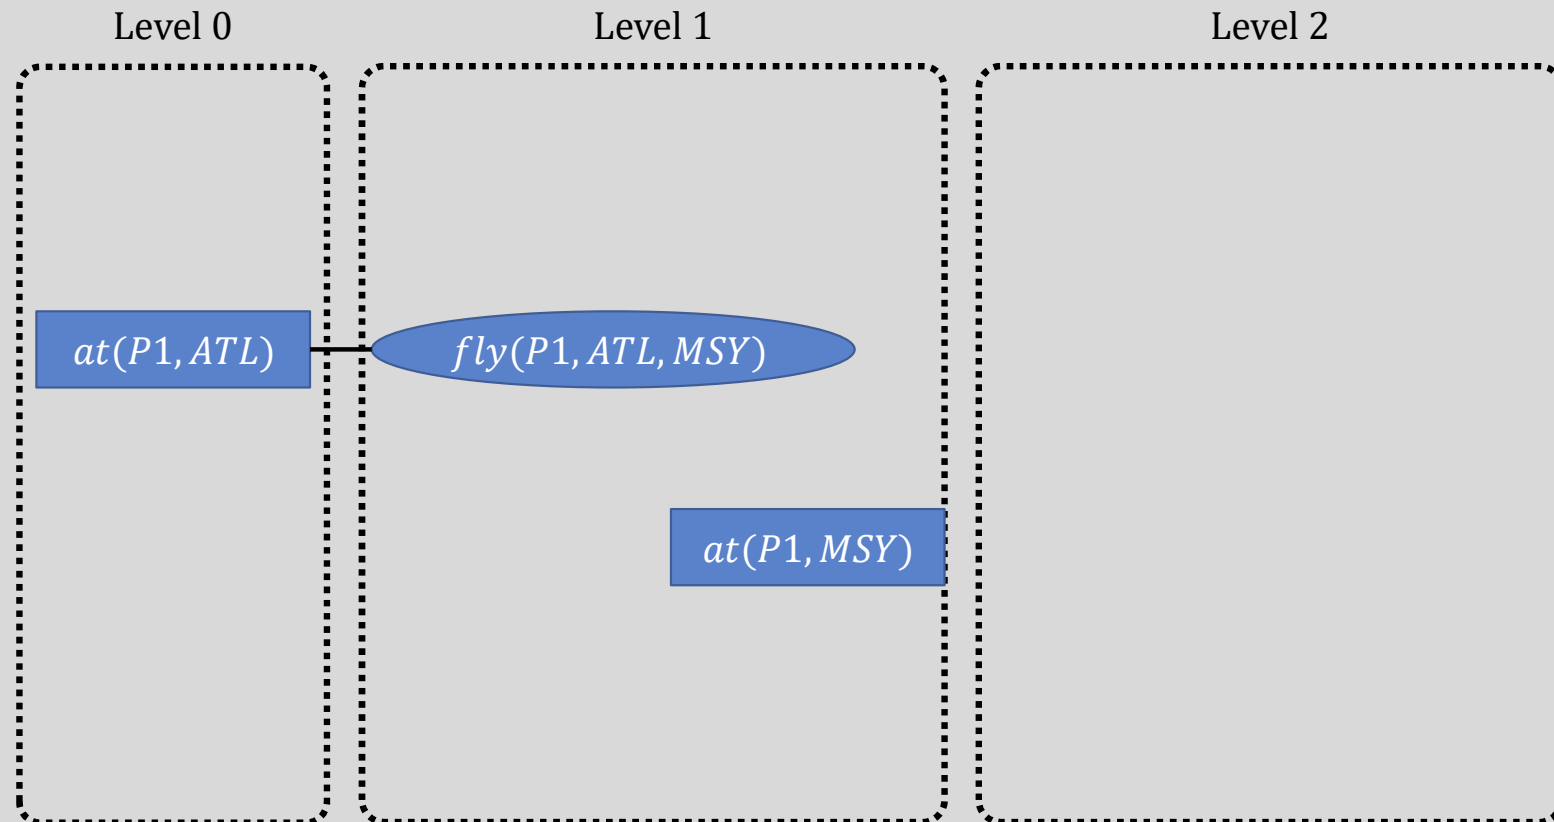 Level 0
Level 1
Level 2
at(P1, ATL)
fly(P1, ATL, MSY)
at(P1, MSY)